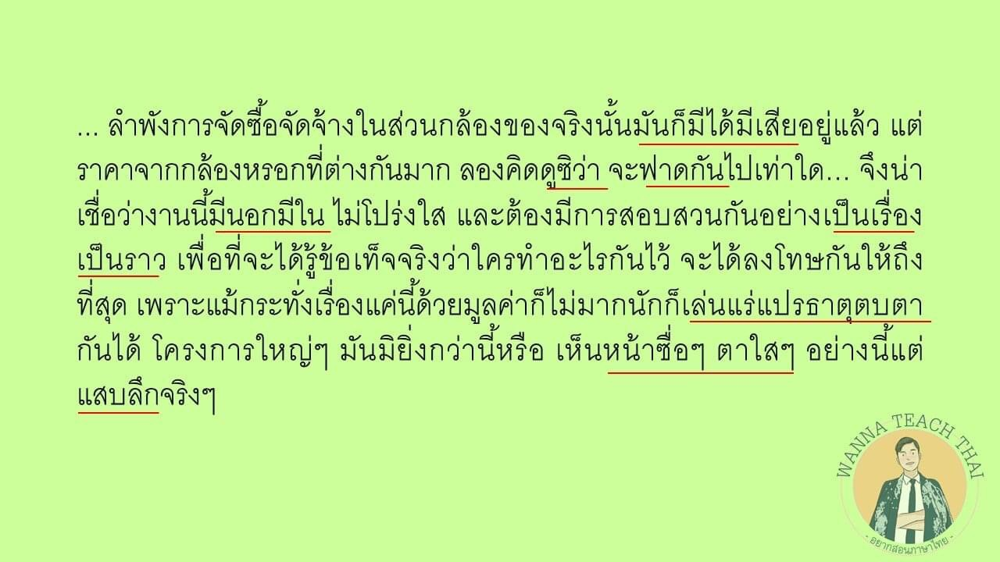 ... ลำพังการจัดซื้อจัดจ้างในส่วนกล้องของจริงนั้นมันก็มีได้มีเสียอยู่แล้ว แต่
ราคาจากกล้องหรอกที่ต่างกันมาก ลองคิดดูซิว่า จะฟาดกันไปเท่าใด... จึงน่า
เชื่อว่างานนี้มีนอกมีใน ไม่โปร่งใส และต้องมีการสอบสวนกันอย่างเป็นเรื่อง
เป็นราว เพื่อที่จะได้รู้ข้อเท็จจริงว่าใครทำอะไรกันไว้ จะได้ลงโทษกันให้ถึง
ที่สุด เพราะแม้กระทั่งเรื่องแค่นี้ด้วยมูลค่าก็ไม่มากนักก็เล่นแร่แปรธาตุตบตา
กันได้ โครงการใหญ่ๆ มันมิยิ่งกว่านี้หรือ เห็นหน้าซื่อๆ ตาใสๆ อย่างนี้แต่
แสบลึกจริงๆ
WANNA TEACH THAI
- อยากสอนภาษาไทย -